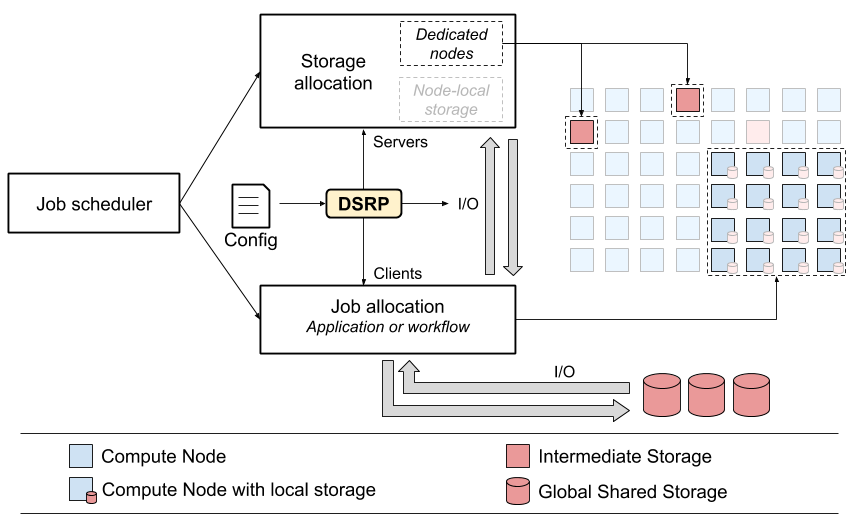 Dedicated
nodes
Storage
allocation
Node-local
storage
Servers
Job scheduler
DSRP
I/O
Config
Clients
Job allocation
Application or workflow
I/O
Compute Node
Intermediate Storage
Compute Node with local storage
Global Shared Storage